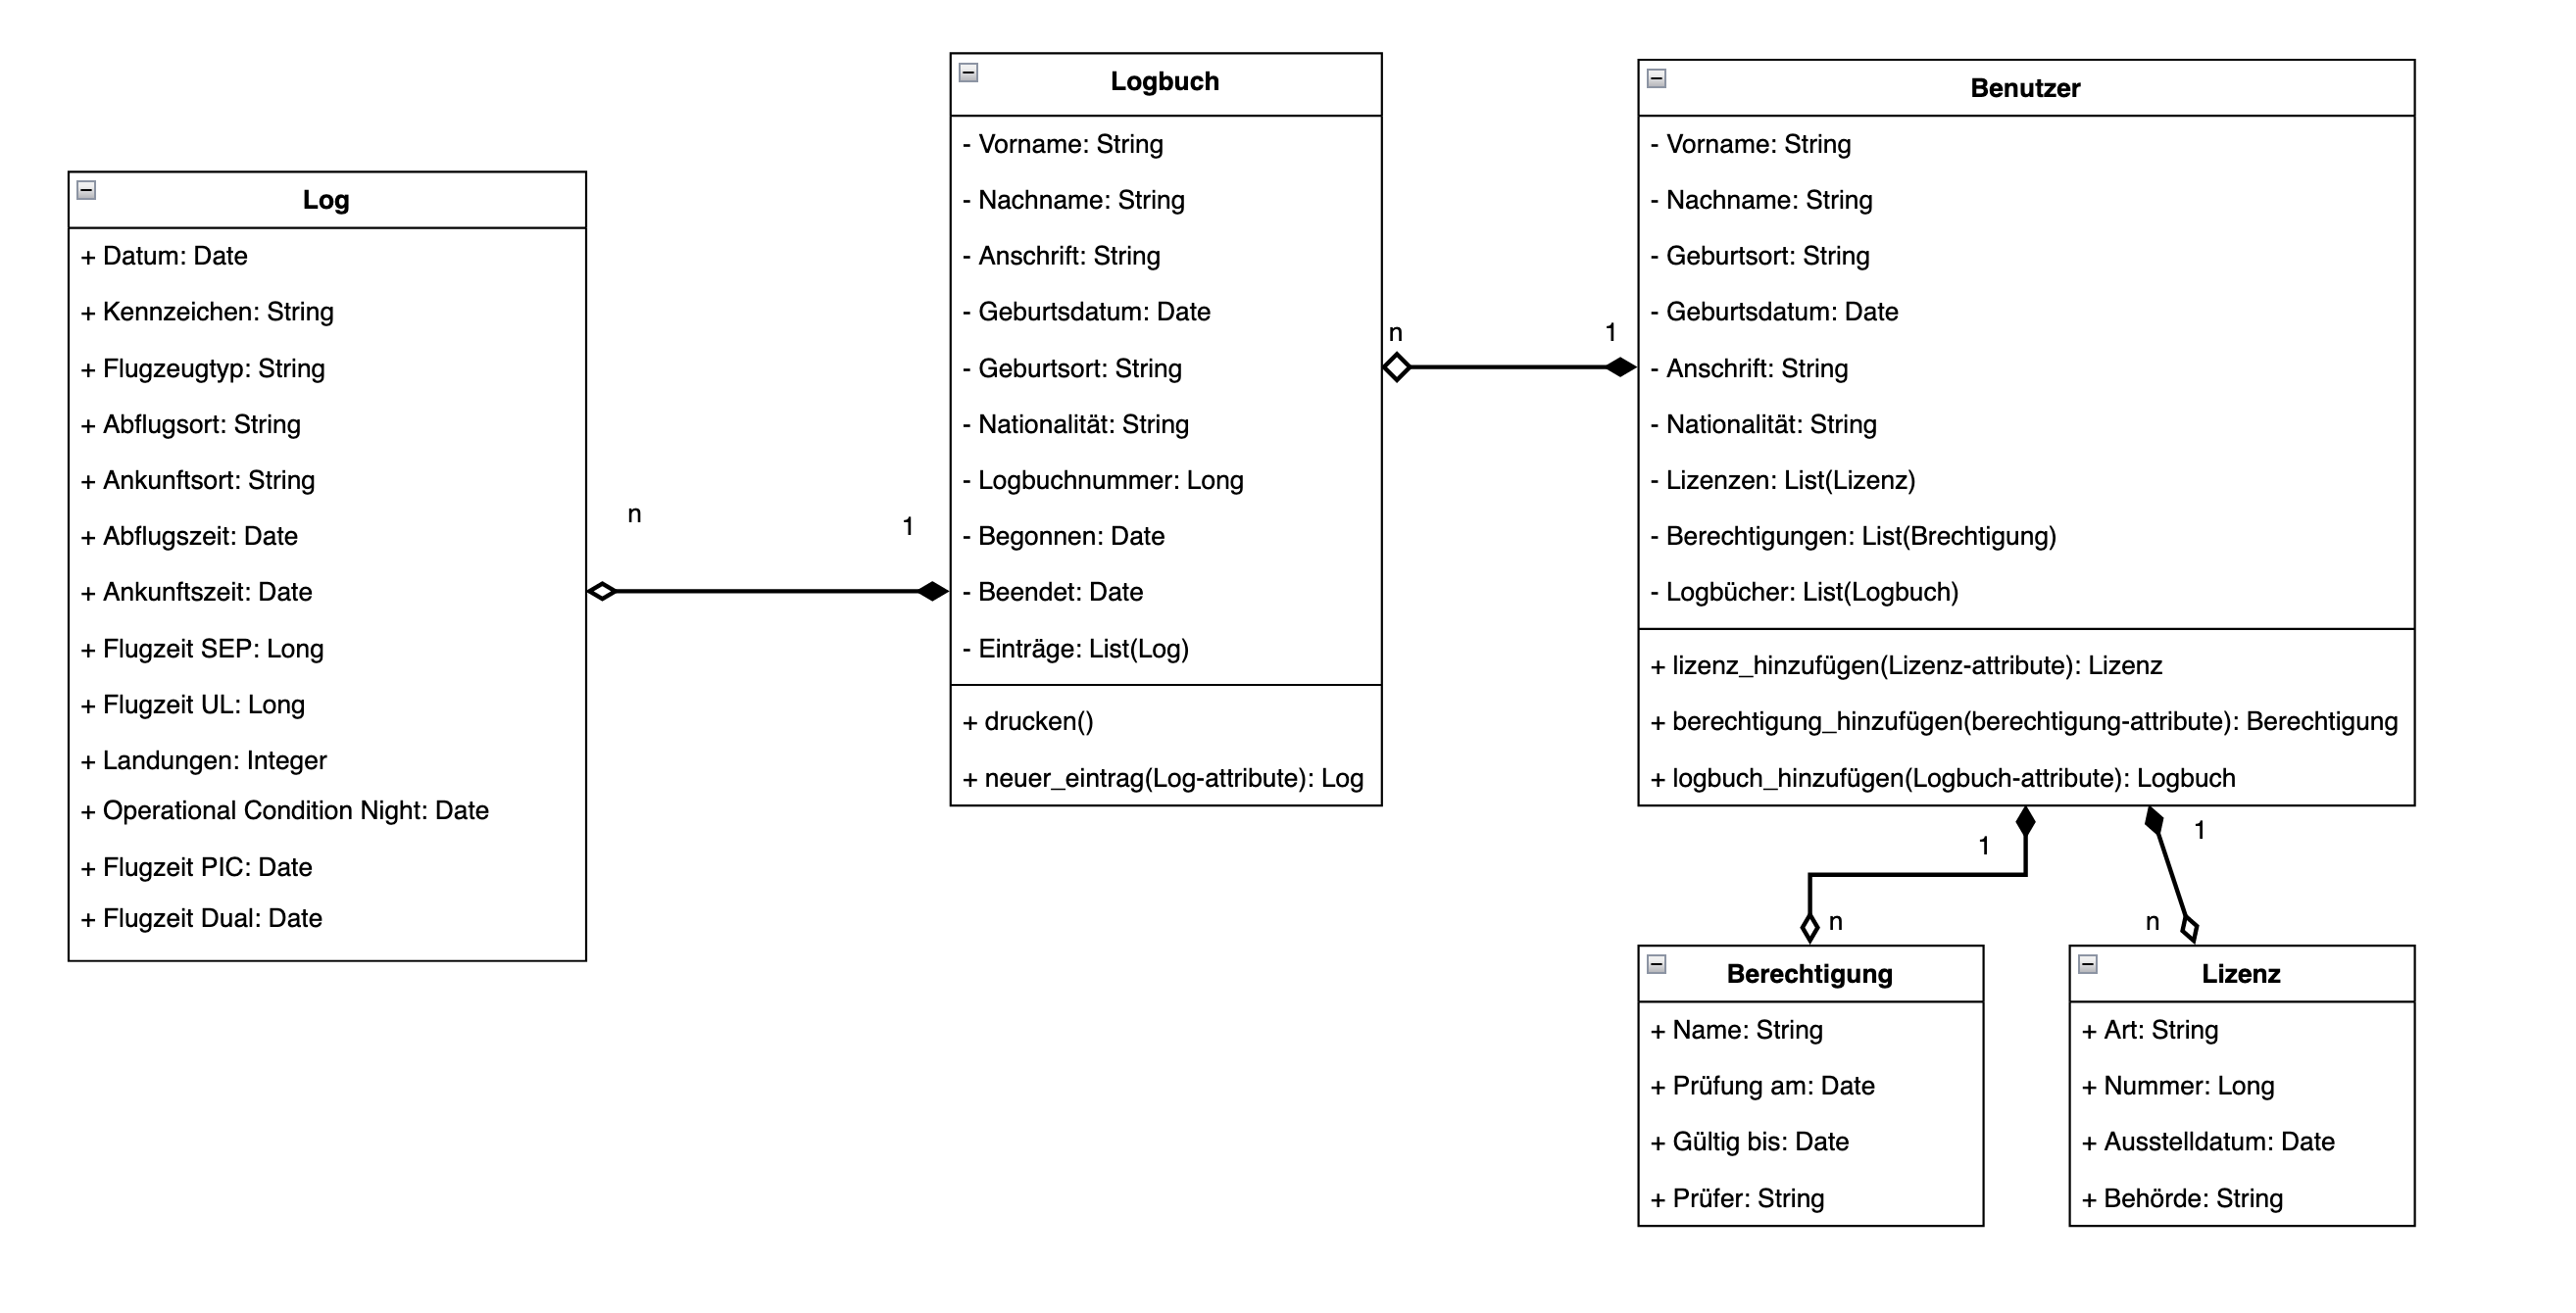 Log
+ Datum: Date
+ Kennzeichen: String
+ Flugzeugtyp: String
+ Abflugsort: String
+ Ankunftsort: String
+ Abflugszeit: Date
+ Ankunftszeit: Date
+ Flugzeit SEP: Long
+ Flugzeit UL: Long
+ Landungen: Integer
+ Operational Condition Night: Date
+ Flugzeit PIC: Date
+ Flugzeit Dual: Date
n
1
Logbuch
- Vorname: String
- Nachname: String
- Anschrift: String
- Geburtsdatum: Date
- Geburtsort: String
- Nationalität: String
- Logbuchnummer: Long
- Begonnen: Date
- Beendet: Date
- Einträge: List(Log)
+ drucken()
+ neuer_eintrag(Log-attribute): Log
n
1
Benutzer
- Vorname: String
- Nachname: String
- Geburtsort: String
- Geburtsdatum: Date
- Anschrift: String
- Nationalität: String
- Lizenzen: List(Lizenz)
- Berechtigungen: List(Brechtigung)
- Logbücher: List(Logbuch)
+ lizenz_hinzufügen(Lizenz-attribute): Lizenz
+ berechtigung_hinzufügen(berechtigung-attribute): Berechtigung
+ logbuch_hinzufügen(Logbuch-attribute): Logbuch
1
1
n
n
Berechtigung
+ Name: String
+ Prüfung am: Date
+ Gültig bis: Date
+ Prüfer: String
Lizenz
+ Art: String
+ Nummer: Long
+ Ausstelldatum: Date
+ Behörde: String